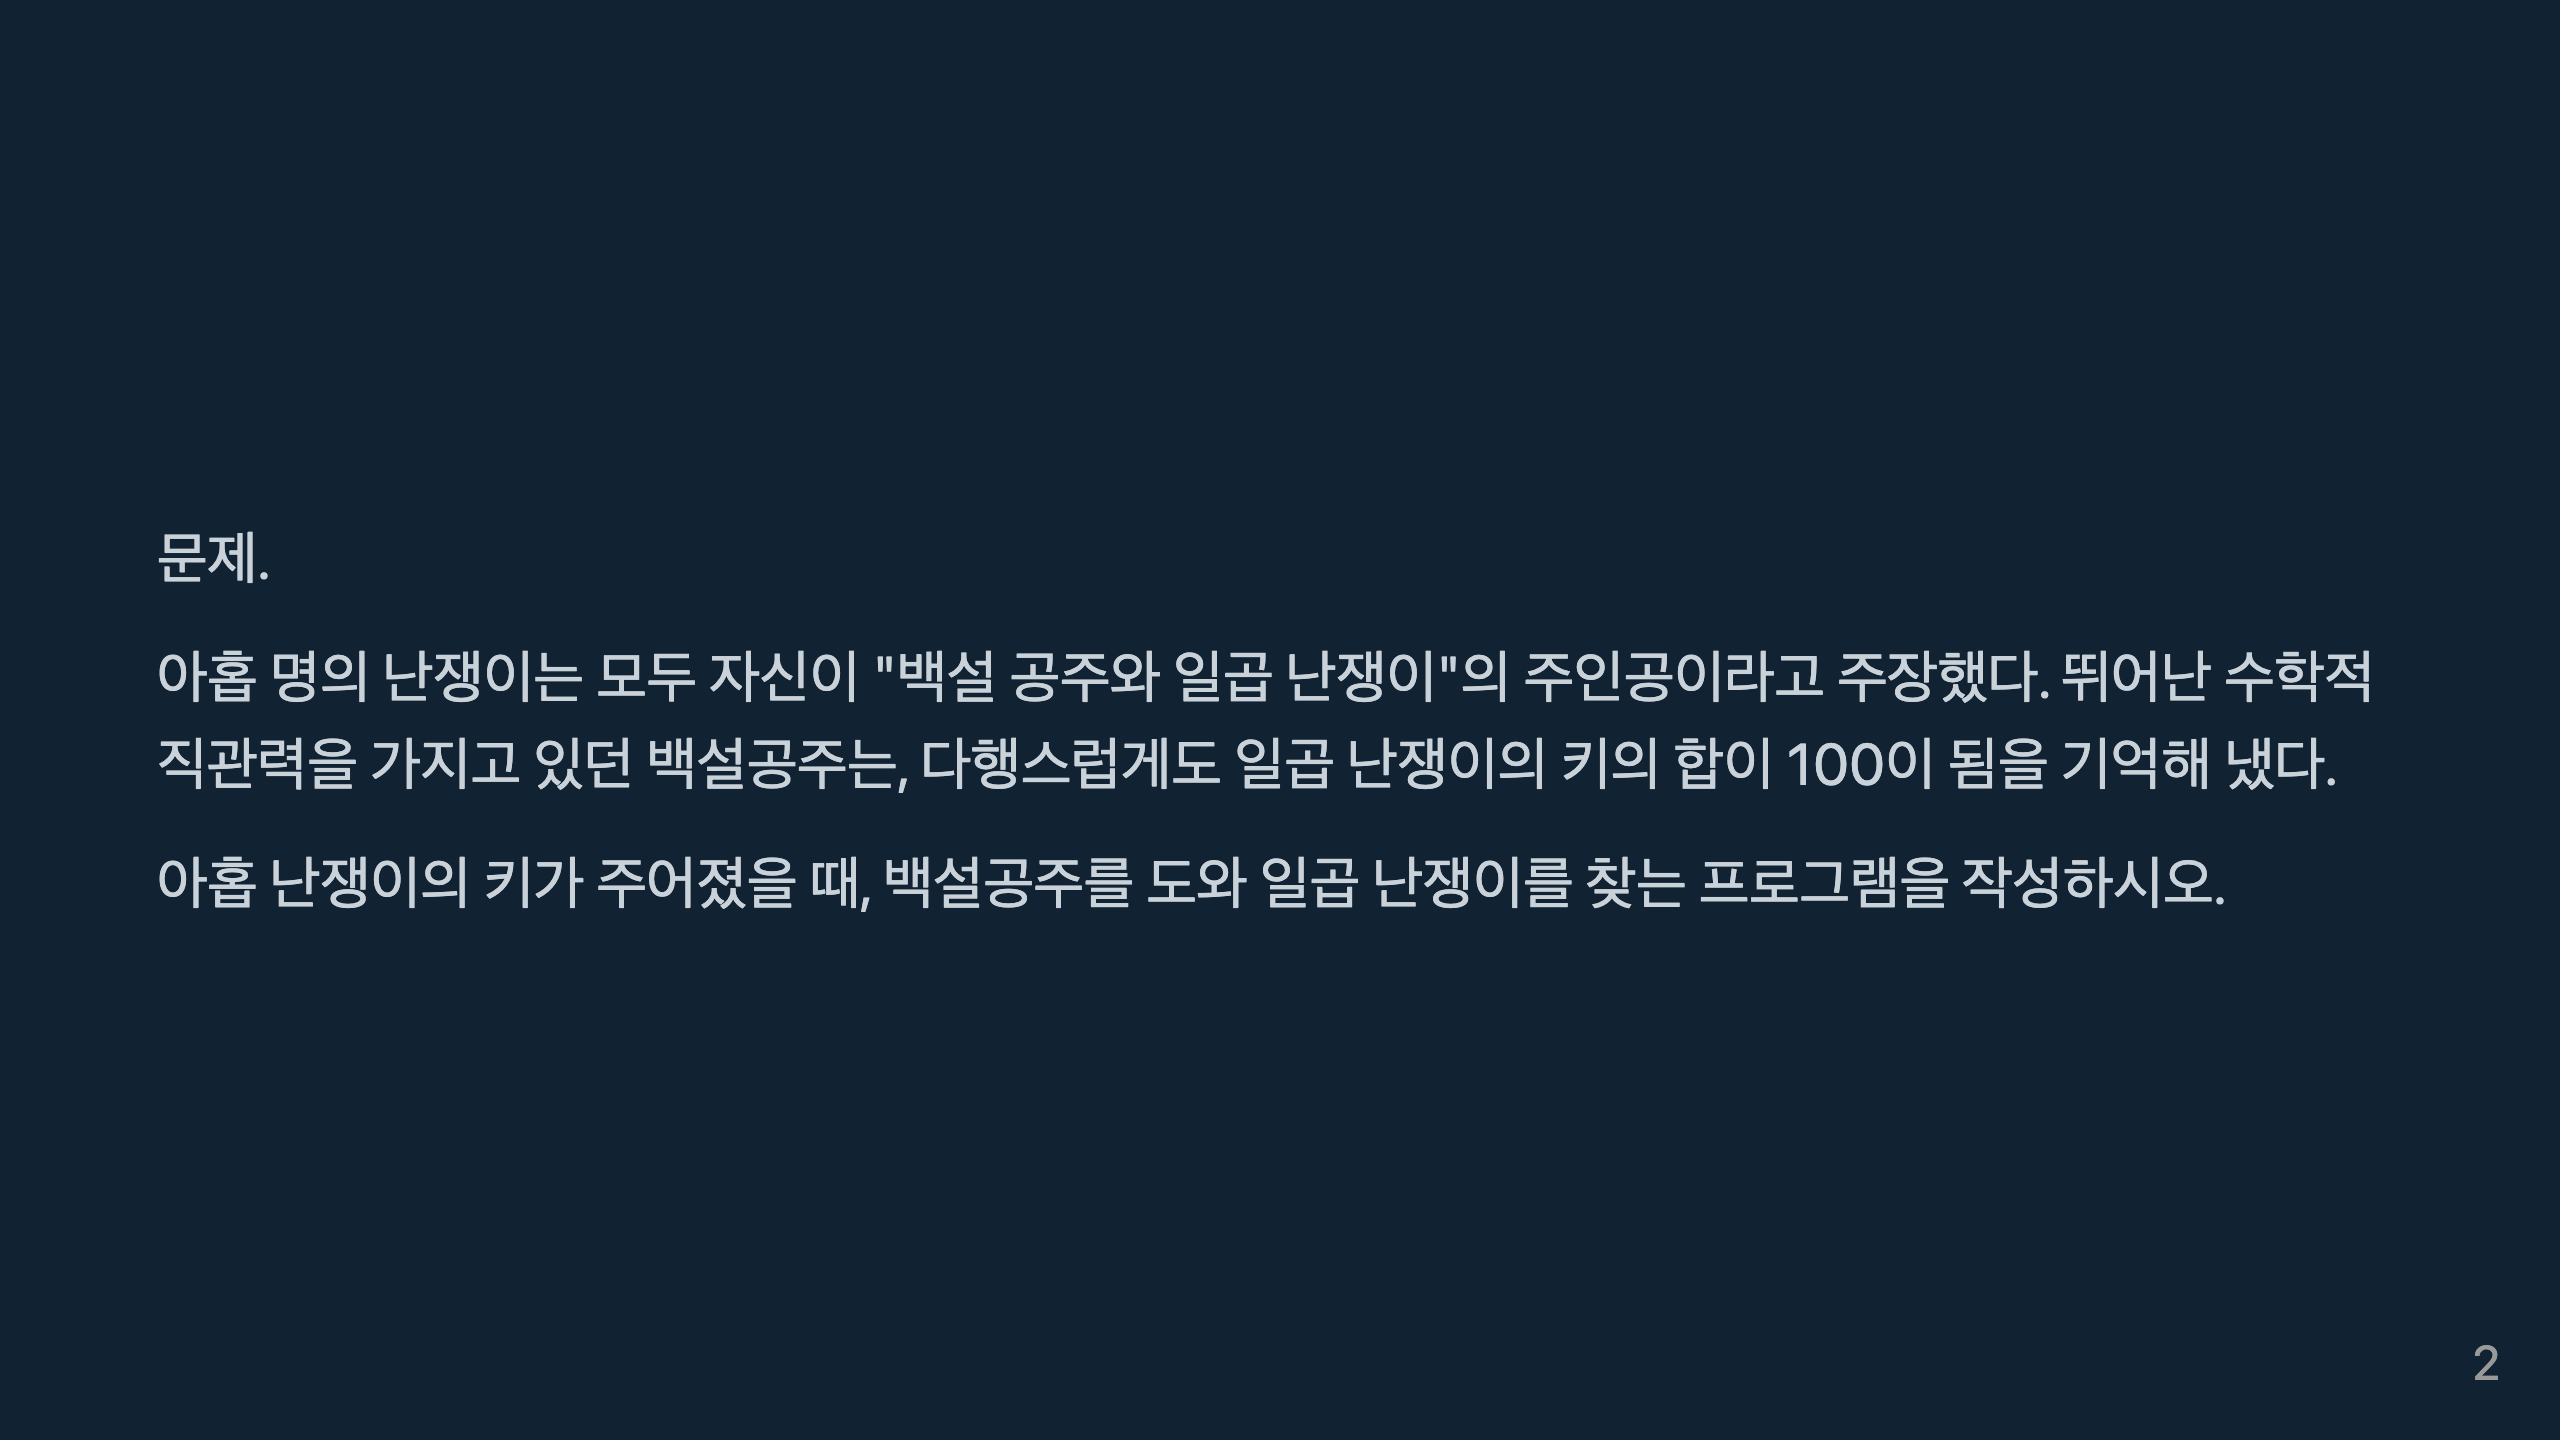 문제.
아홉 명의 난쟁이는 모두 자신이 "백설 공주와 일곱 난쟁이"의 주인공이라고 주장했다. 뛰어난 수학적
직관력을 가지고 있던 백설공주는, 다행스럽게도 일곱 난쟁이의 키의 합이 100이 됨을 기억해 냈다.
아홉 난쟁이의 키가 주어졌을 때, 백설공주를 도와 일곱 난쟁이를 찾는 프로그램을 작성하시오.
2